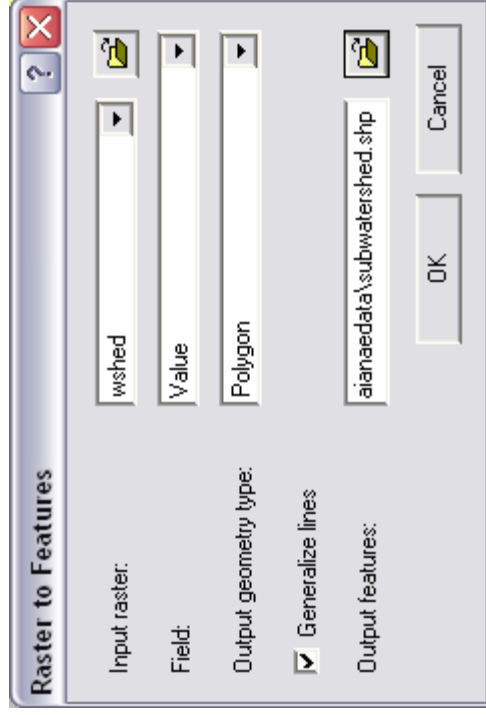 Raster to Features
Input raster: wshed
Field: Value
Output geometry type: Polygon
Generalize lines
Output features: aianaedata\subwatershed.shp
OK Cancel